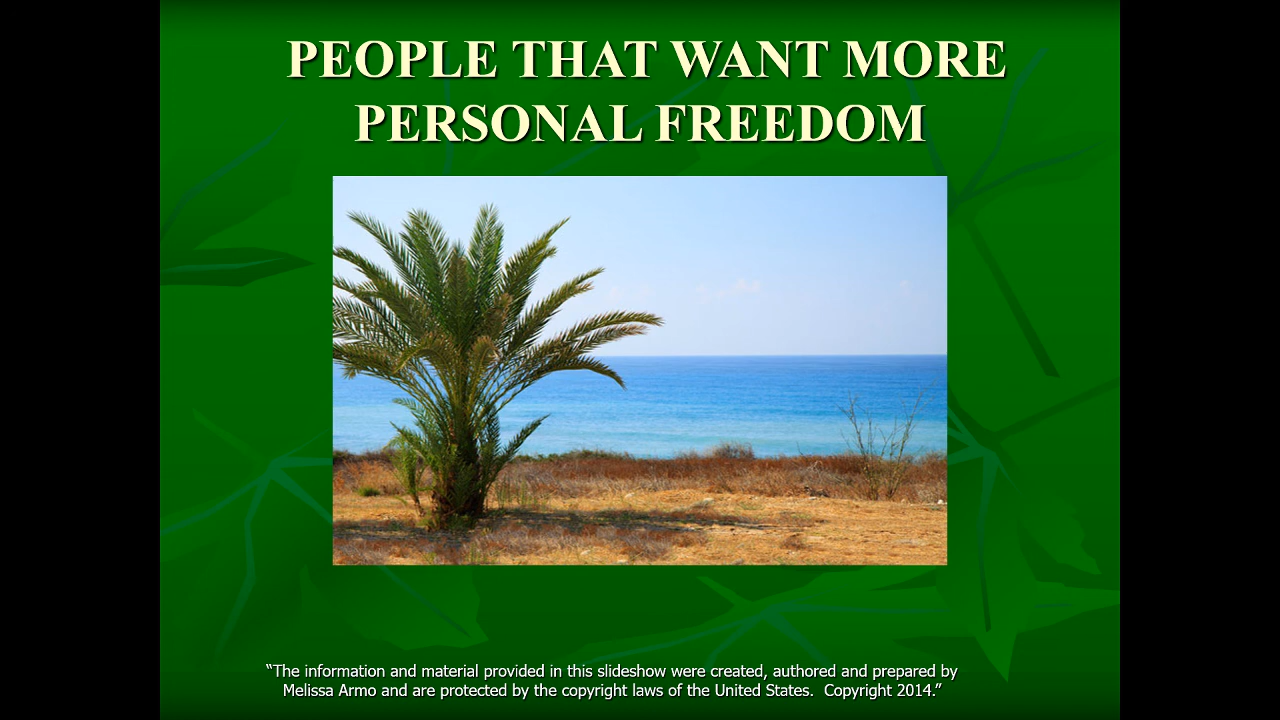 PEOPLE THAT WANT MORE
PERSONAL FREEDOM
“The information and material provided in this slideshow were created, authored and prepared by
Melissa Armo and are protected by the copyright laws of the United States.  Copyright 2014.”